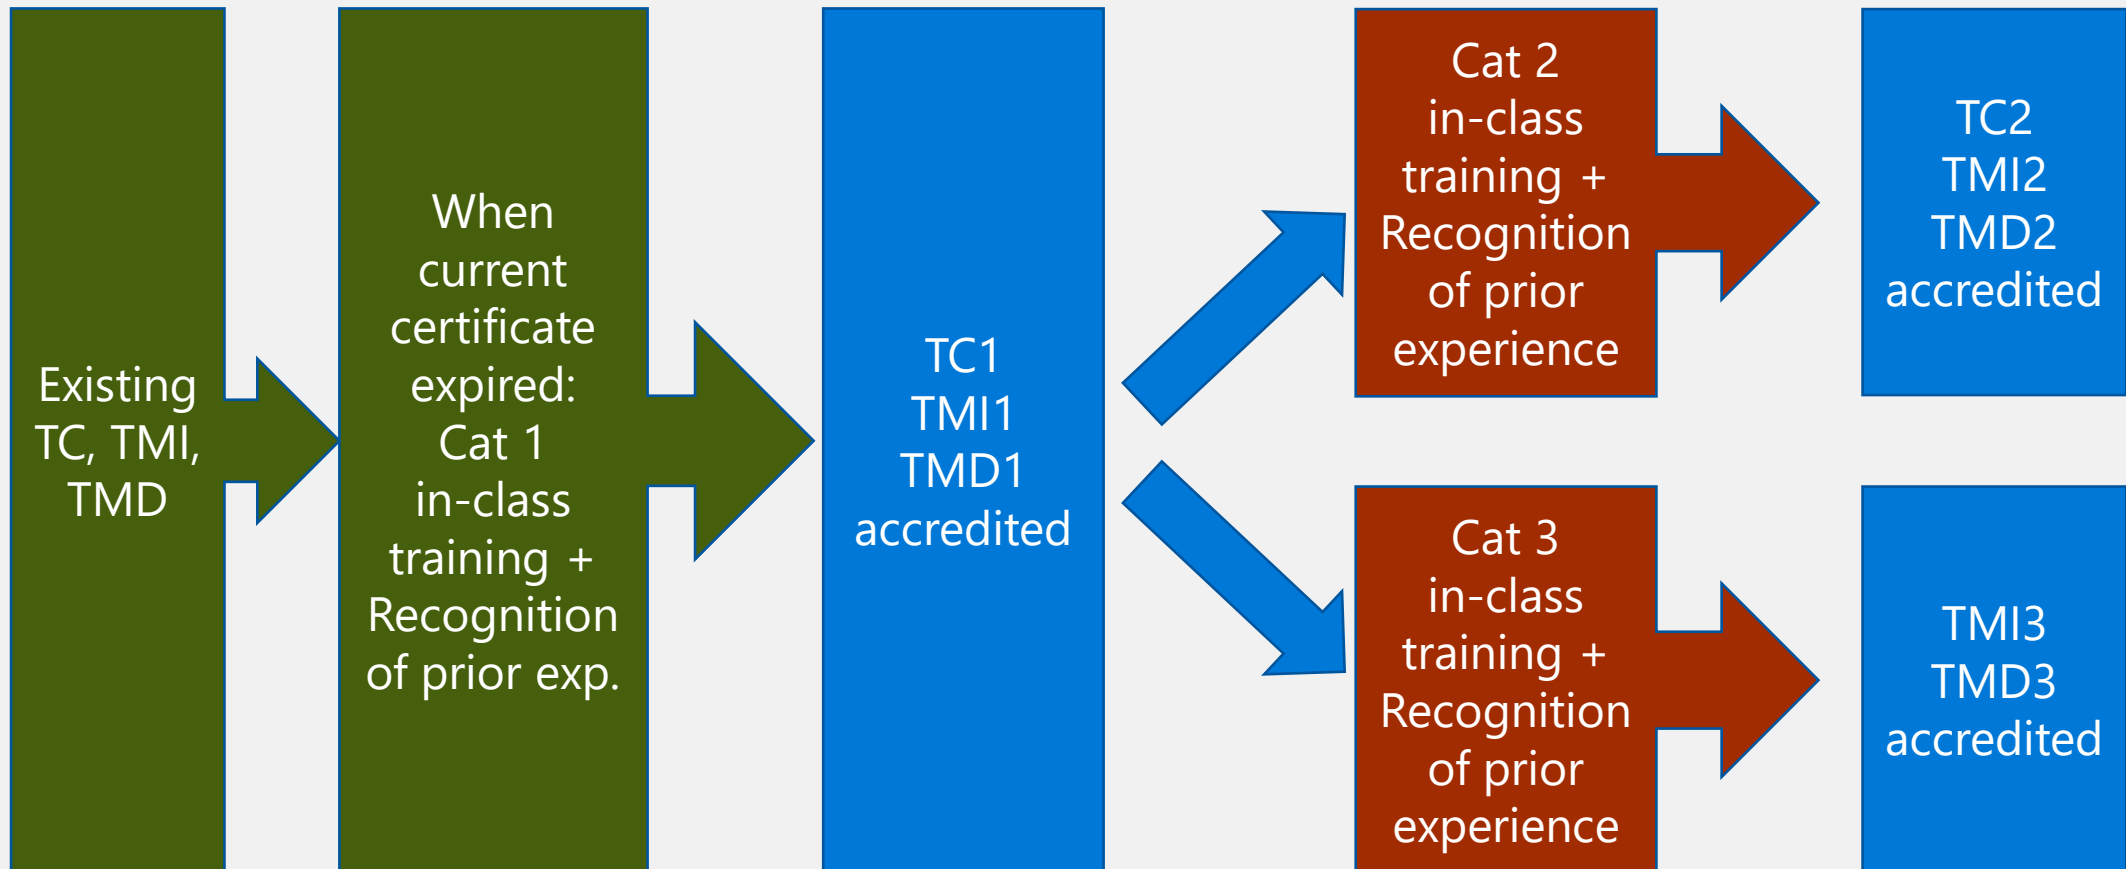 Existing
TC, TMI,
TMD
When
current
certificate
expired:
Cat 1
in-class
training +
Recognition
of prior exp.
TC1
TMI1
TMD1
accredited
Cat 2
in-class
training +
Recognition
of prior
experience
TC2
TMI2
TMD2
accredited
Cat 3
in-class
training +
Recognition
of prior
experience
TMI3
TMD3
accredited